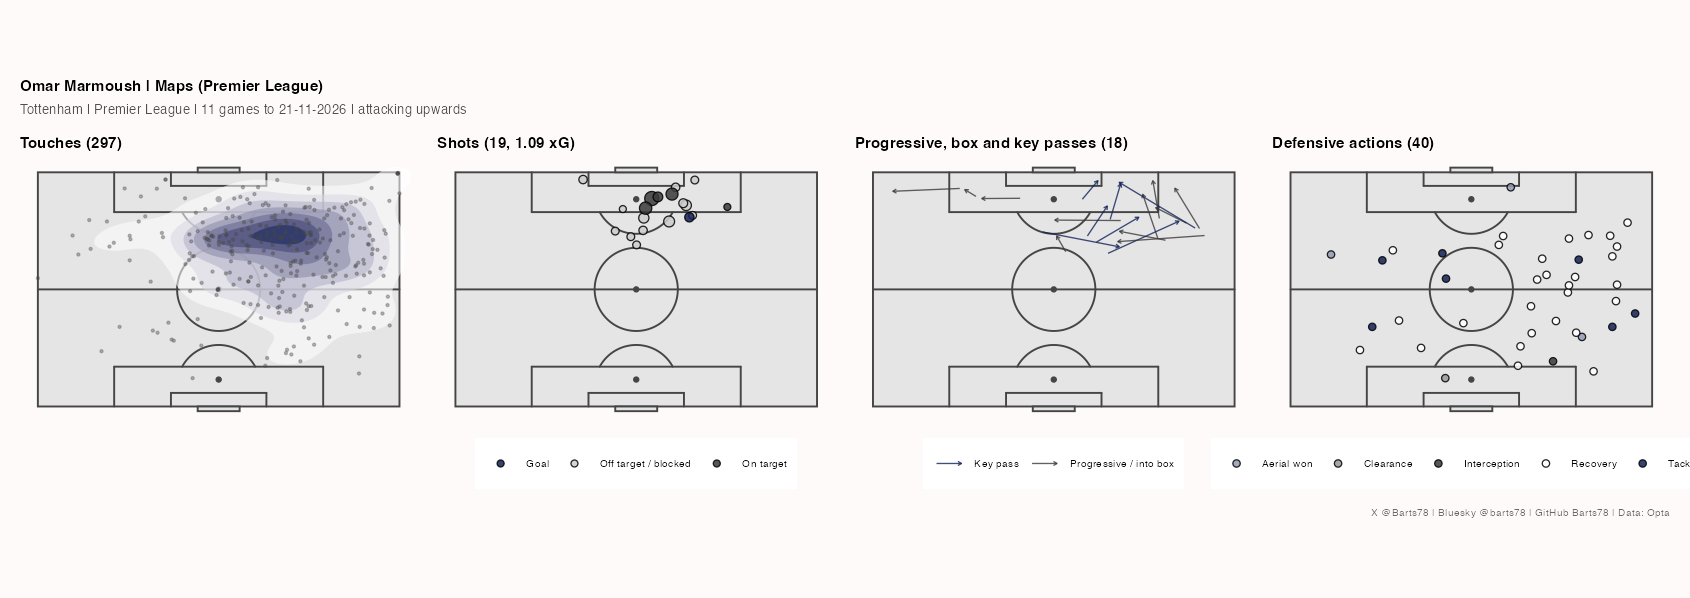 Omar Marmoush | Maps (Premier League)
Tottenham | Premier League | 11 games to 21-11-2026 | attacking upwards
Touches (297)
Shots (19, 1.09 xG)
Progressive, box and key passes (18)
Defensive actions (40)
Goal
Off target / blocked
On target
Key pass
Progressive / into box
Aerial won
Clearance
Interception
Recovery
Tack
X @Barts78 | Bluesky @barts78 | GitHub Barts78 | Data: Opta